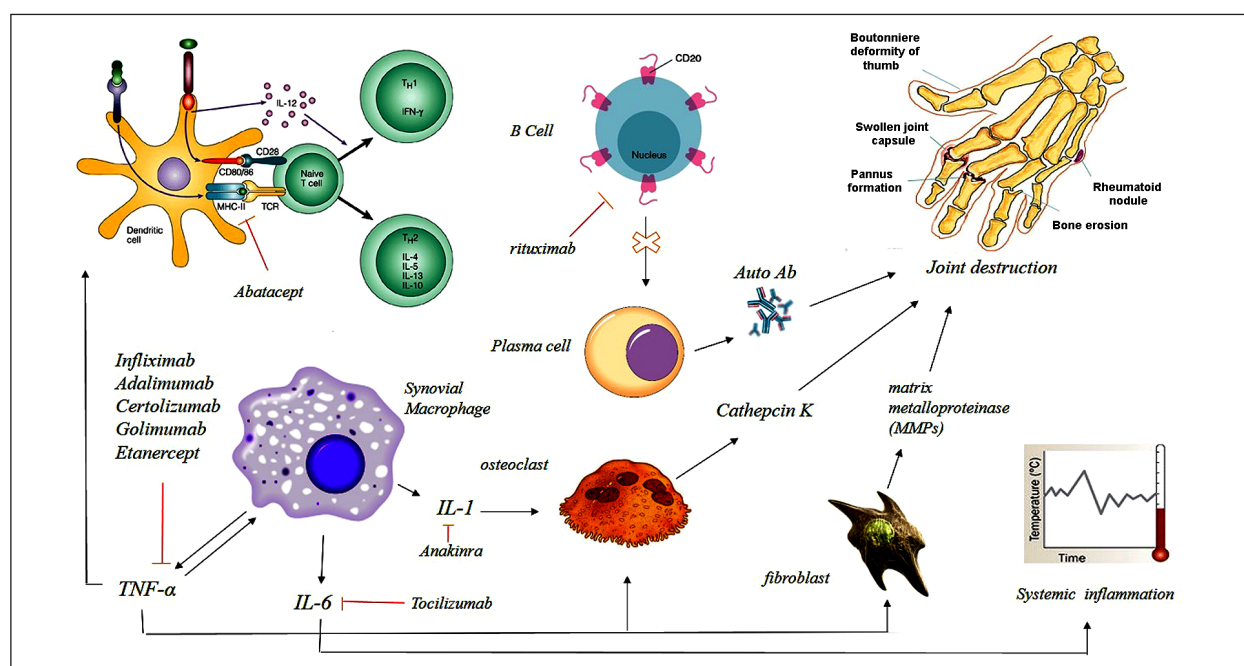 IL-12
TH1
IFN-γ
CD28
CD80/86
Naive
T cell
MHC-II
TCR
Dendritic
cell
TH2
IL-4
IL-5
IL-13
IL-10
Abatacept
CD20
B Cell
Nucleus
rituximab
Plasma cell
Auto Ab
Boutonniere
deformity of
thumb
Swollen joint
capsule
Pannus
formation
Rheumatoid
nodule
Bone erosion
Joint destruction
Infliximab
Adalimumab
Certolizumab
Golimumab
Etanercept
Synovial
Macrophage
osteoclast
IL-1
Anakinra
Cathepcin K
matrix
metalloproteinase
(MMPs)
fibroblast
TNF-α
IL-6
Tocilizumab
Temperature (°C)
Time
Systemic inflammation